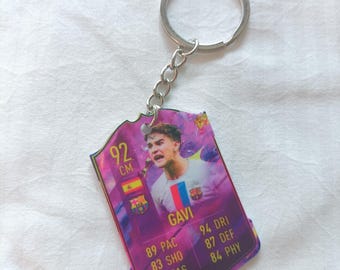 92
CM
GAVI
89 PAC 94 DRI
83 SHO 87 DEF
84 PHY